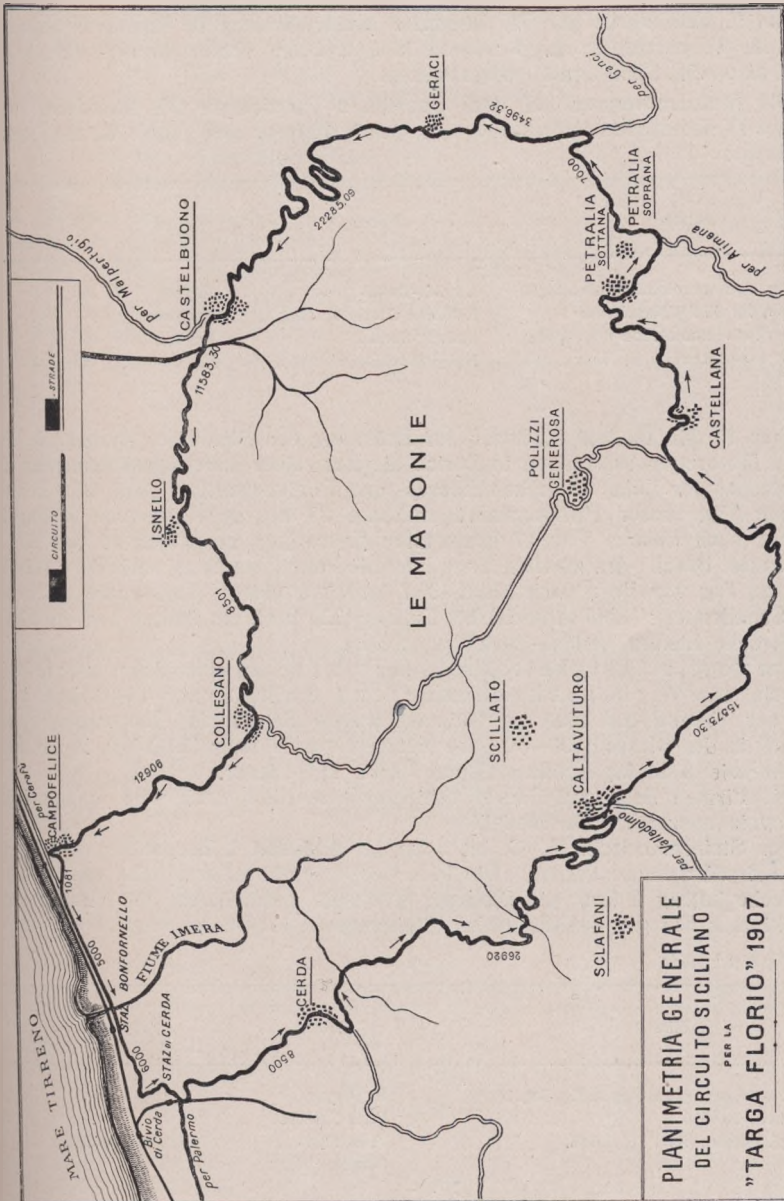 PLANIMETRIA GENERALE
DEL CIRCUITO SICILIANO
PER LA
"TARGA FLORIO" 1907
CIRCUITO
STRADE
MARE TIRRENO
per Cefalù
CAMPOFELICE
1081
5000
STAZ. BONFORNELLO
FIUME IMERA
6000
STAZ DI CERDA
Bivio
di Cerda
per Palermo
8500
CERDA
26920
SCLAFANI
CALTAVUTURO
per Valledolmo
SCILLATO
15873,30
LE MADONIE
POLIZZI
GENEROSA
CASTELLANA
PETRALIA
SOTTANA
PETRALIA
SOPRANA
per Alimena
7000
per Ganci
3496,32
GERACI
22285,09
CASTELBUONO
per Malpertugio
11583,30
ISNELLO
8501
COLLESANO
12906